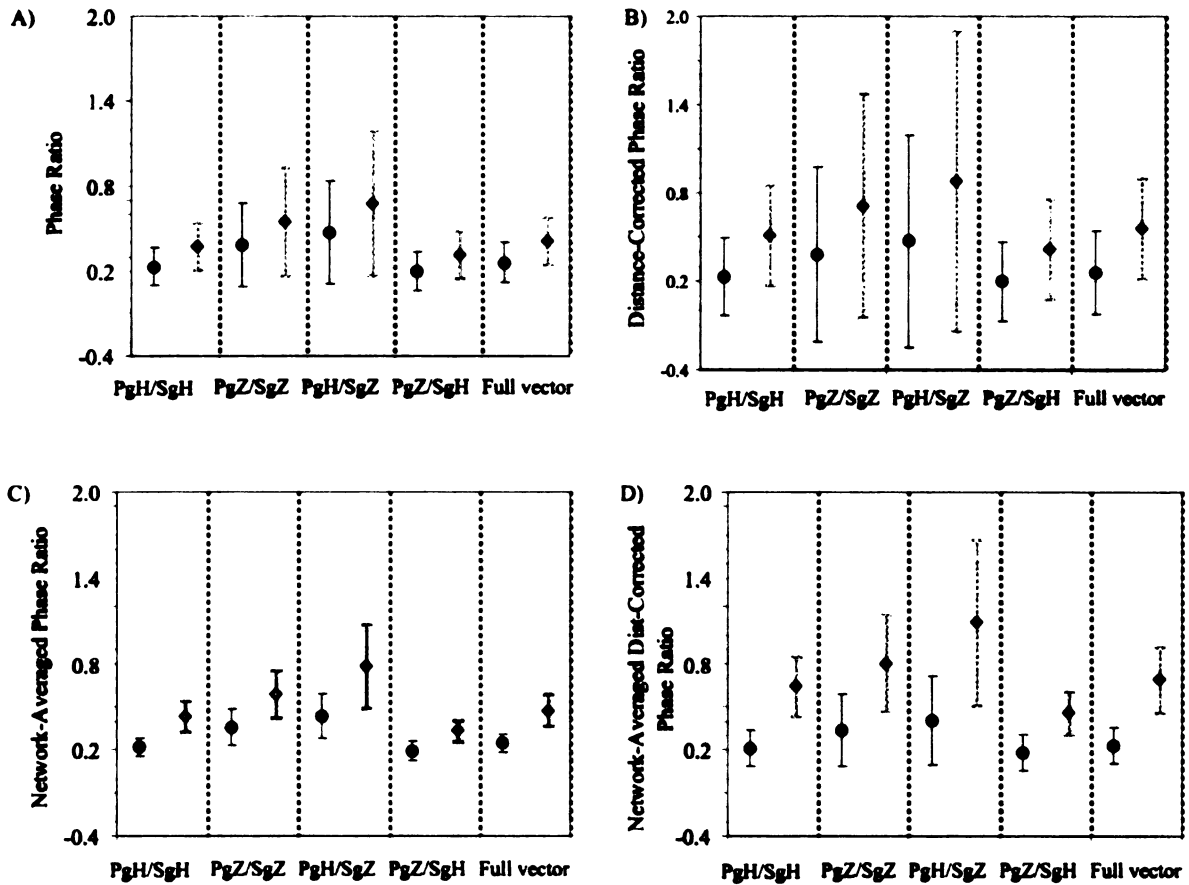 A)
Phase Ratio
2.0
1.4
0.8
0.2
-0.4
PgH/SgH PgZ/SgZ PgH/SgZ PgZ/SgH Full vector
B)
Distance-Corrected Phase Ratio
2.0
1.4
0.8
0.2
-0.4
PgH/SgH PgZ/SgZ PgH/SgZ PgZ/SgH Full vector
C)
Network-Averaged Phase Ratio
2.0
1.4
0.8
0.2
-0.4
PgH/SgH PgZ/SgZ PgH/SgZ PgZ/SgH Full vector
D)
Network-Averaged Dist-Corrected
Phase Ratio
2.0
1.4
0.8
0.2
-0.4
PgH/SgH PgZ/SgZ PgH/SgZ PgZ/SgH Full vector